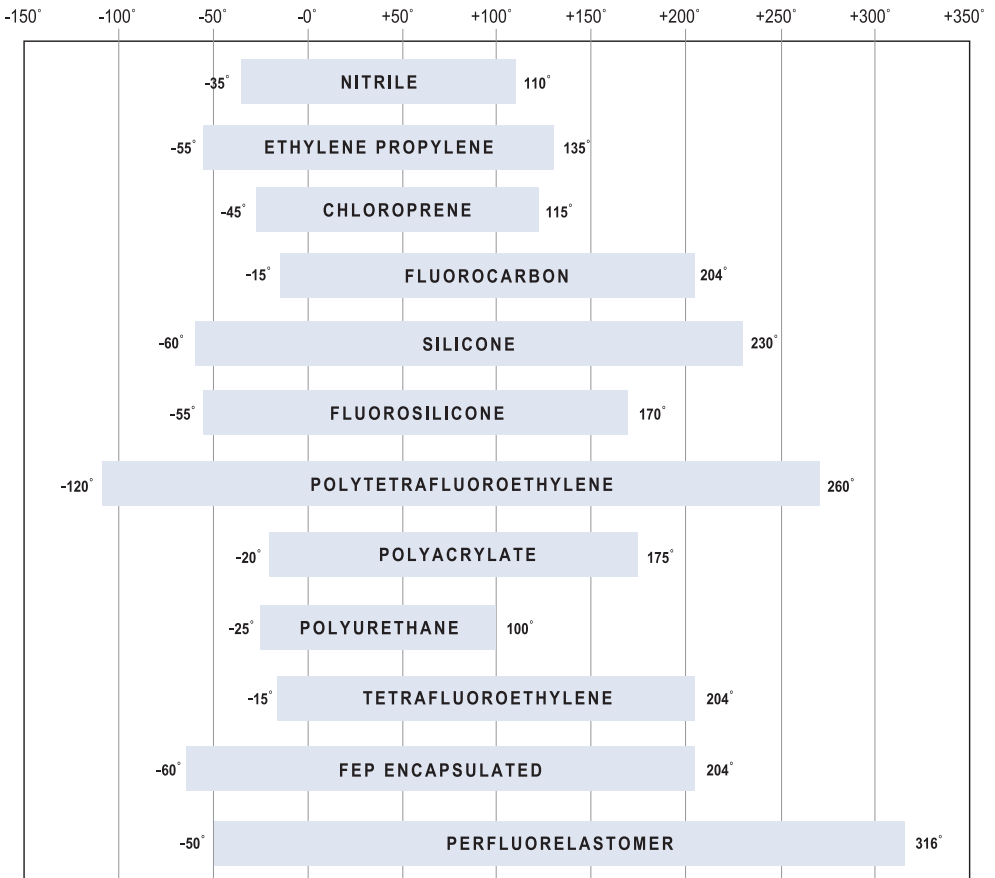 -150° -100° -50° -0° +50° +100° +150° +200° +250° +300° +350°
-35° NITRILE 110°
-55° ETHYLENE PROPYLENE 135°
-45° CHLOROPRENE 115°
-15° FLUOROCARBON 204°
-60° SILICONE 230°
-55° FLUOROSILICONE 170°
-120° POLYTETRAFLUOROETHYLENE 260°
-20° POLYACRYLATE 175°
-25° POLYURETHANE 100°
-15° TETRAFLUOROETHYLENE 204°
-60° FEP ENCAPSULATED 204°
-50° PERFLUORELASTOMER 316°